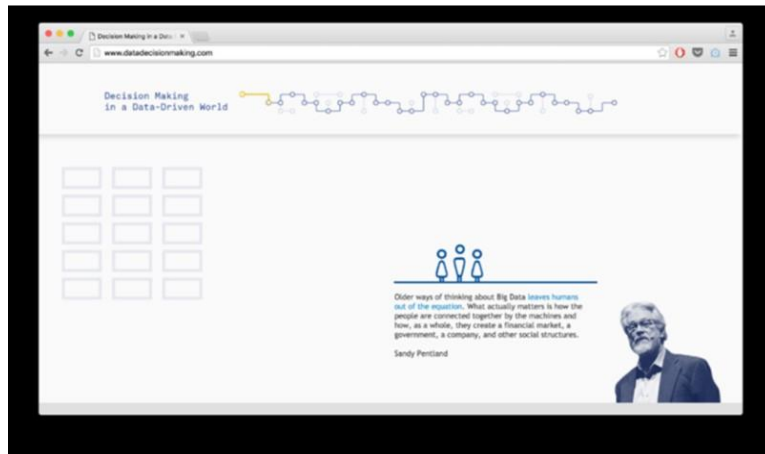 Decision Making in a Data
www.datadecisionmaking.com
Decision Making
in a Data-Driven World
Older ways of thinking about Big Data leaves humans
out of the equation. What actually matters is how the
people are connected together by the machines and
how, as a whole, they create a financial market, a
government, a company, and other social structures.
Sandy Pentland